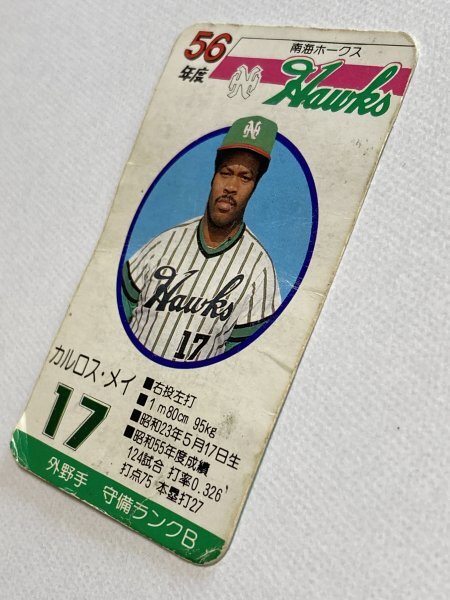 56
年度
南海ホークス
NH
Hawks
NH
Hawks
17
カルロス・メイ
17
■右投左打
■1m80cm 95kg
■昭和23年5月17日生
■昭和55年度成績
124試合 打率0.326
打点75 本塁打27
外野手 守備ランクB